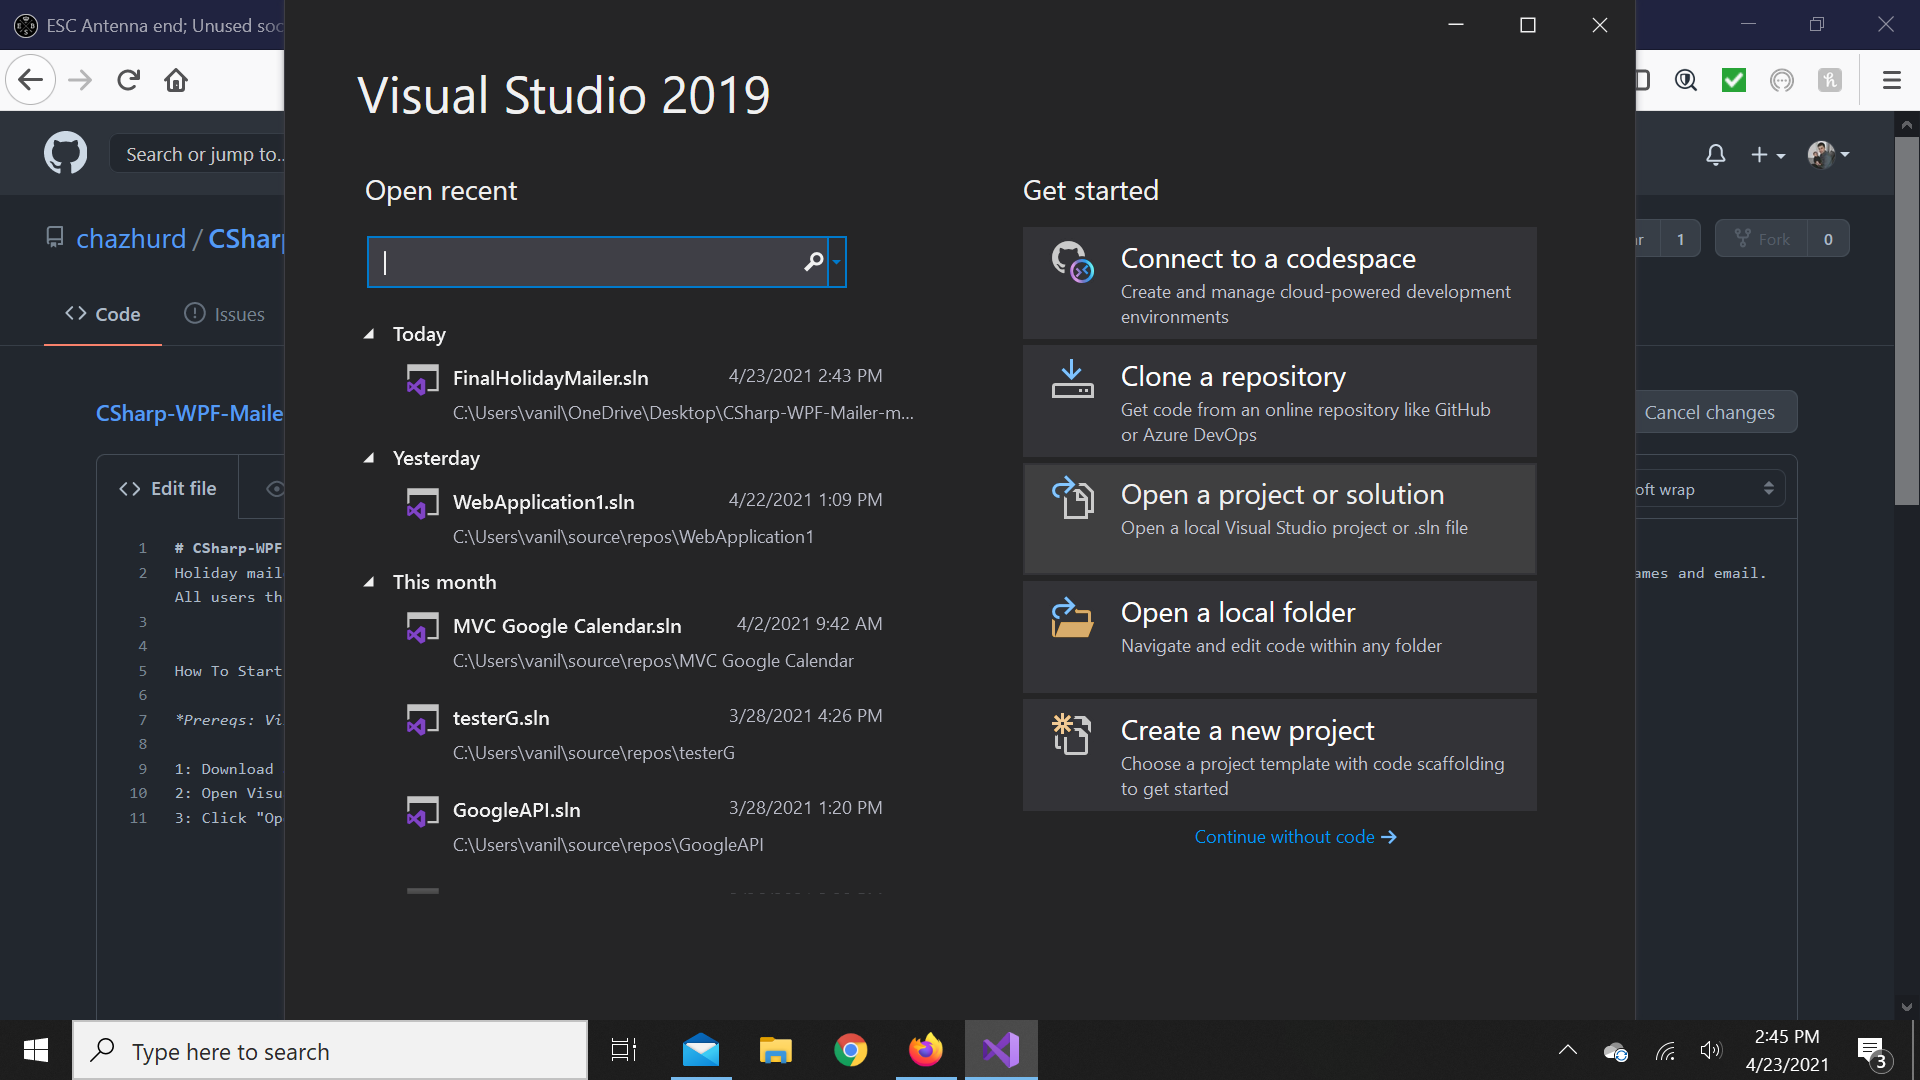 ESC Antenna end; Unused soc
Search or jump to...
chazhurd / CShar
Code
Issues
1
Fork
0
CSharp-WPF-Maile
Cancel changes
Edit file
oft wrap
1 # CSharp-WPF
2 Holiday mail
ames and email.
All users th
3
4
5 How To Start
6
7 *Prereqs: Vi
8
9 1: Download
10 2: Open Visu
11 3: Click "Op
Visual Studio 2019
Open recent
Today
FinalHolidayMailer.sln 4/23/2021 2:43 PM
C:\Users\vanil\OneDrive\Desktop\CSharp-WPF-Mailer-m...
Yesterday
WebApplication1.sln 4/22/2021 1:09 PM
C:\Users\vanil\source\repos\WebApplication1
This month
MVC Google Calendar.sln 4/2/2021 9:42 AM
C:\Users\vanil\source\repos\MVC Google Calendar
testerG.sln 3/28/2021 4:26 PM
C:\Users\vanil\source\repos\testerG
GoogleAPI.sln 3/28/2021 1:20 PM
C:\Users\vanil\source\repos\GoogleAPI
Get started
Connect to a codespace
Create and manage cloud-powered development
environments
Clone a repository
Get code from an online repository like GitHub
or Azure DevOps
Open a project or solution
Open a local Visual Studio project or .sln file
Open a local folder
Navigate and edit code within any folder
Create a new project
Choose a project template with code scaffolding
to get started
Continue without code →
Type here to search
2:45 PM
4/23/2021
3